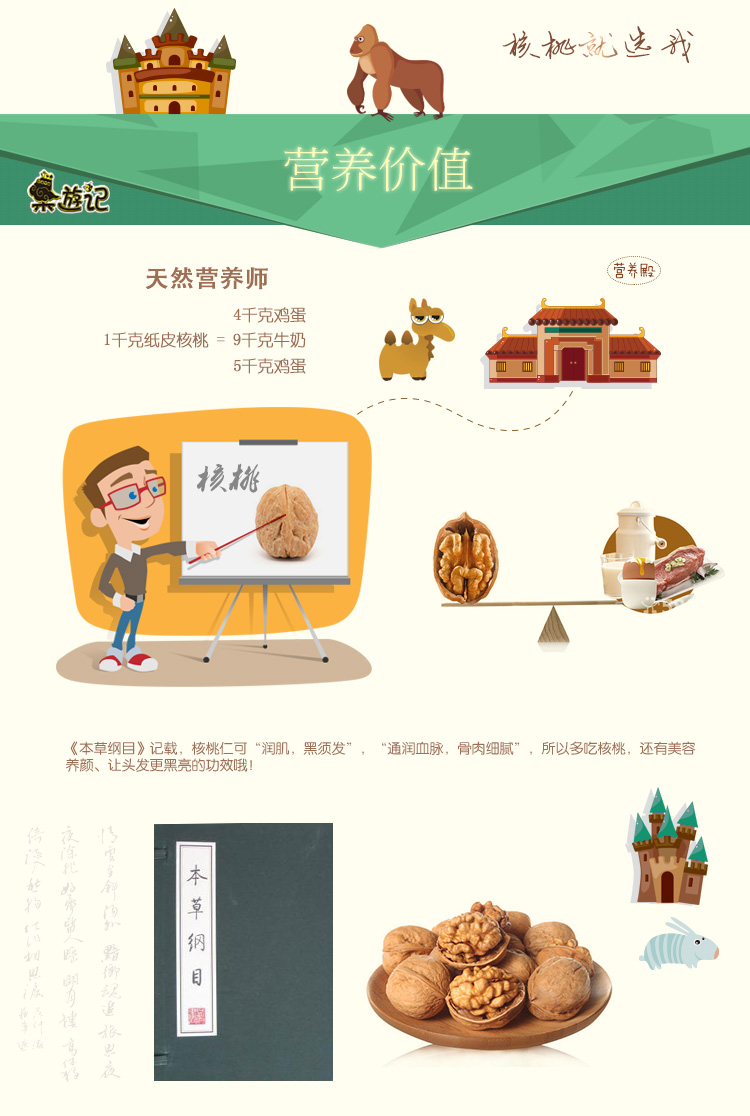 核桃就选我
营养价值
枭遊记
天然营养师
营养殿
4千克鸡蛋
1千克纸皮核桃 = 9千克牛奶
5千克鸡蛋
核桃
《本草纲目》记载，核桃仁可“润肌，黑须发”，“通润血脉，骨肉细腻”，所以多吃核桃，还有美容
养颜、让头发更黑亮的功效哦！
本草纲目